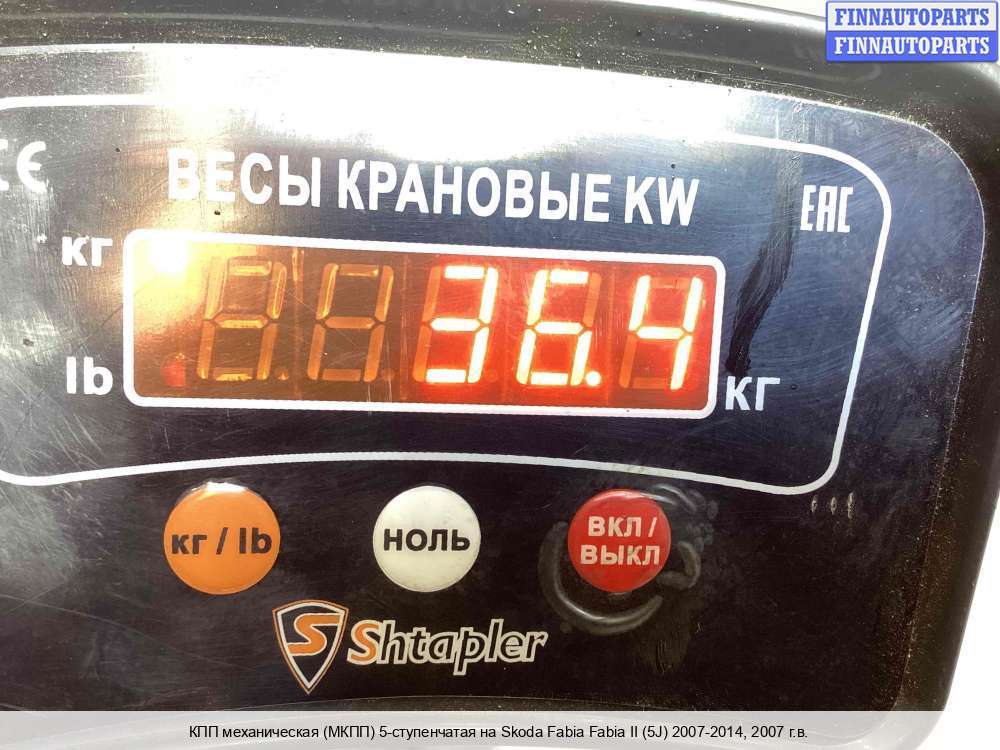 FINNAUTOPARTS
FINNAUTOPARTS
CE
ВЕСЫ КРАНОВЫЕ KW
EAC
кг
36.4
lb
кг
кг / lb
НОЛЬ
ВКЛ /
ВЫКЛ
S Shtapler
КПП механическая (МКПП) 5-ступенчатая на Skoda Fabia Fabia II (5J) 2007-2014, 2007 г.в.